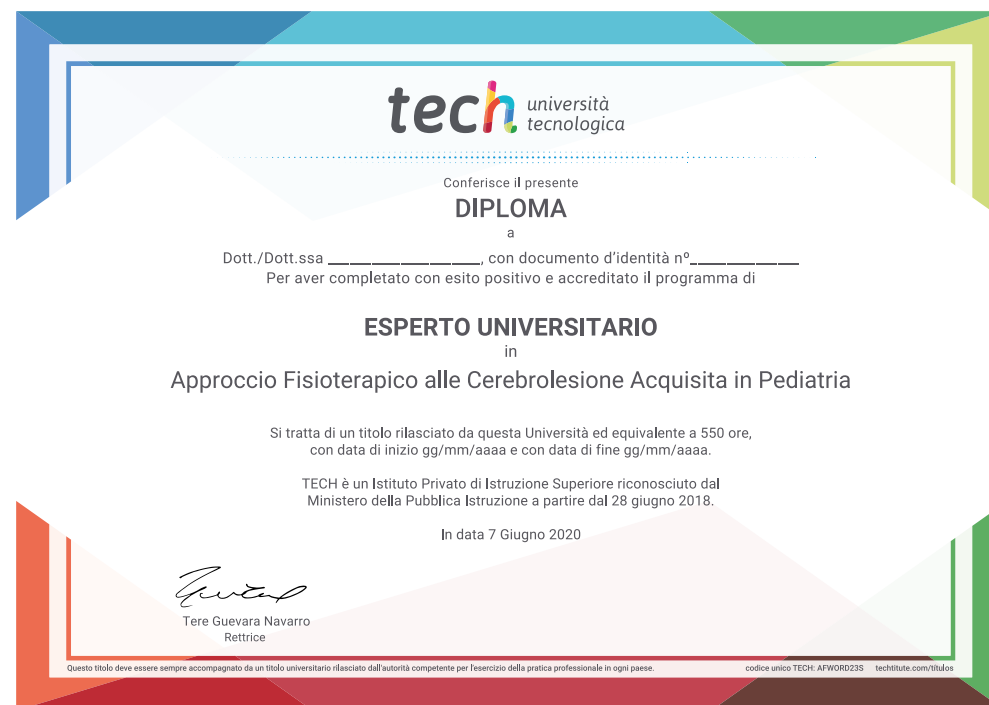 tech università
tecnologica
Conferisce il presente
DIPLOMA
a
Dott./Dott.ssa ____________________, con documento d’identità nº______________
Per aver completato con esito positivo e accreditato il programma di
ESPERTO UNIVERSITARIO
in
Approccio Fisioterapico alle Cerebrolesione Acquisita in Pediatria
Si tratta di un titolo rilasciato da questa Università ed equivalente a 550 ore,
con data di inizio gg/mm/aaaa e con data di fine gg/mm/aaaa.
TECH è un Istituto Privato di Istruzione Superiore riconosciuto dal
Ministero della Pubblica Istruzione a partire dal 28 giugno 2018.
In data 7 Giugno 2020
Tere Guevara Navarro
Rettrice
Questo titolo deve essere sempre accompagnato da un titolo universitario rilasciato dall'autorità competente per l'esercizio della pratica professionale in ogni paese. codice unico TECH: AFWORD23S techtitute.com/títulos